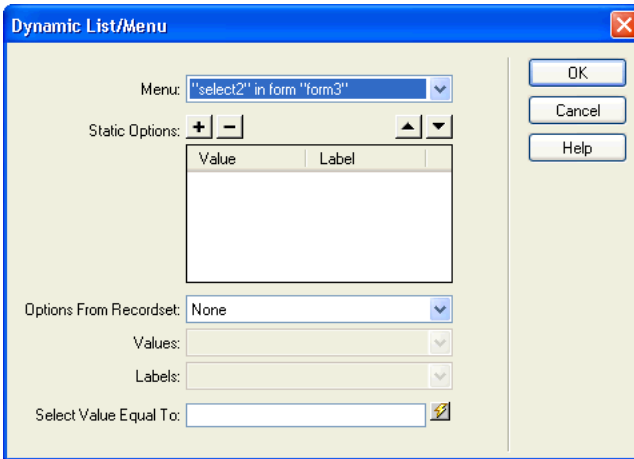 Dynamic List/Menu
Menu: "select2" in form "form3"
OK
Static Options:
Cancel
Value Label
Help
Options From Recordset: None
Values:
Labels:
Select Value Equal To: